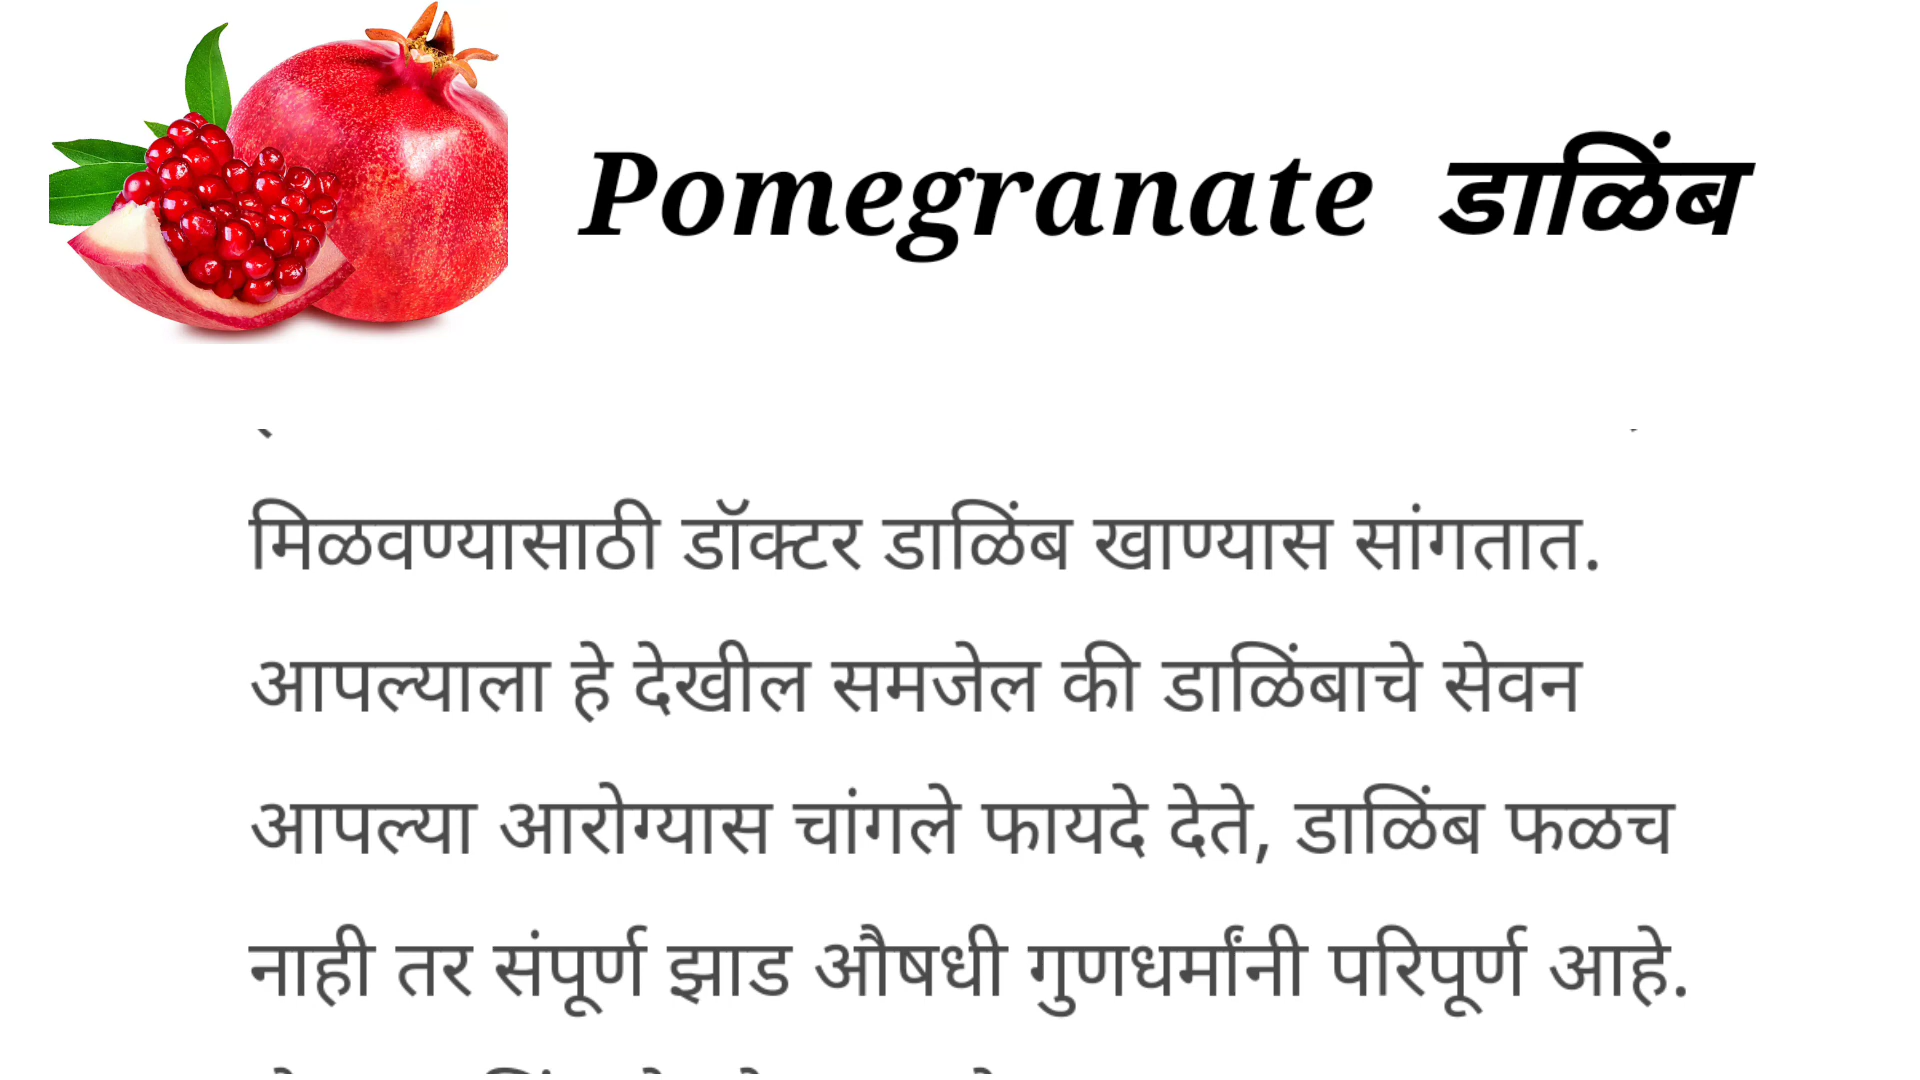 Pomegranate डाळिंब
मिळवण्यासाठी डॉक्टर डाळिंब खाण्यास सांगतात.
आपल्याला हे देखील समजेल की डाळिंबाचे सेवन
आपल्या आरोग्यास चांगले फायदे देते, डाळिंब फळच
नाही तर संपूर्ण झाड औषधी गुणधर्मांनी परिपूर्ण आहे.